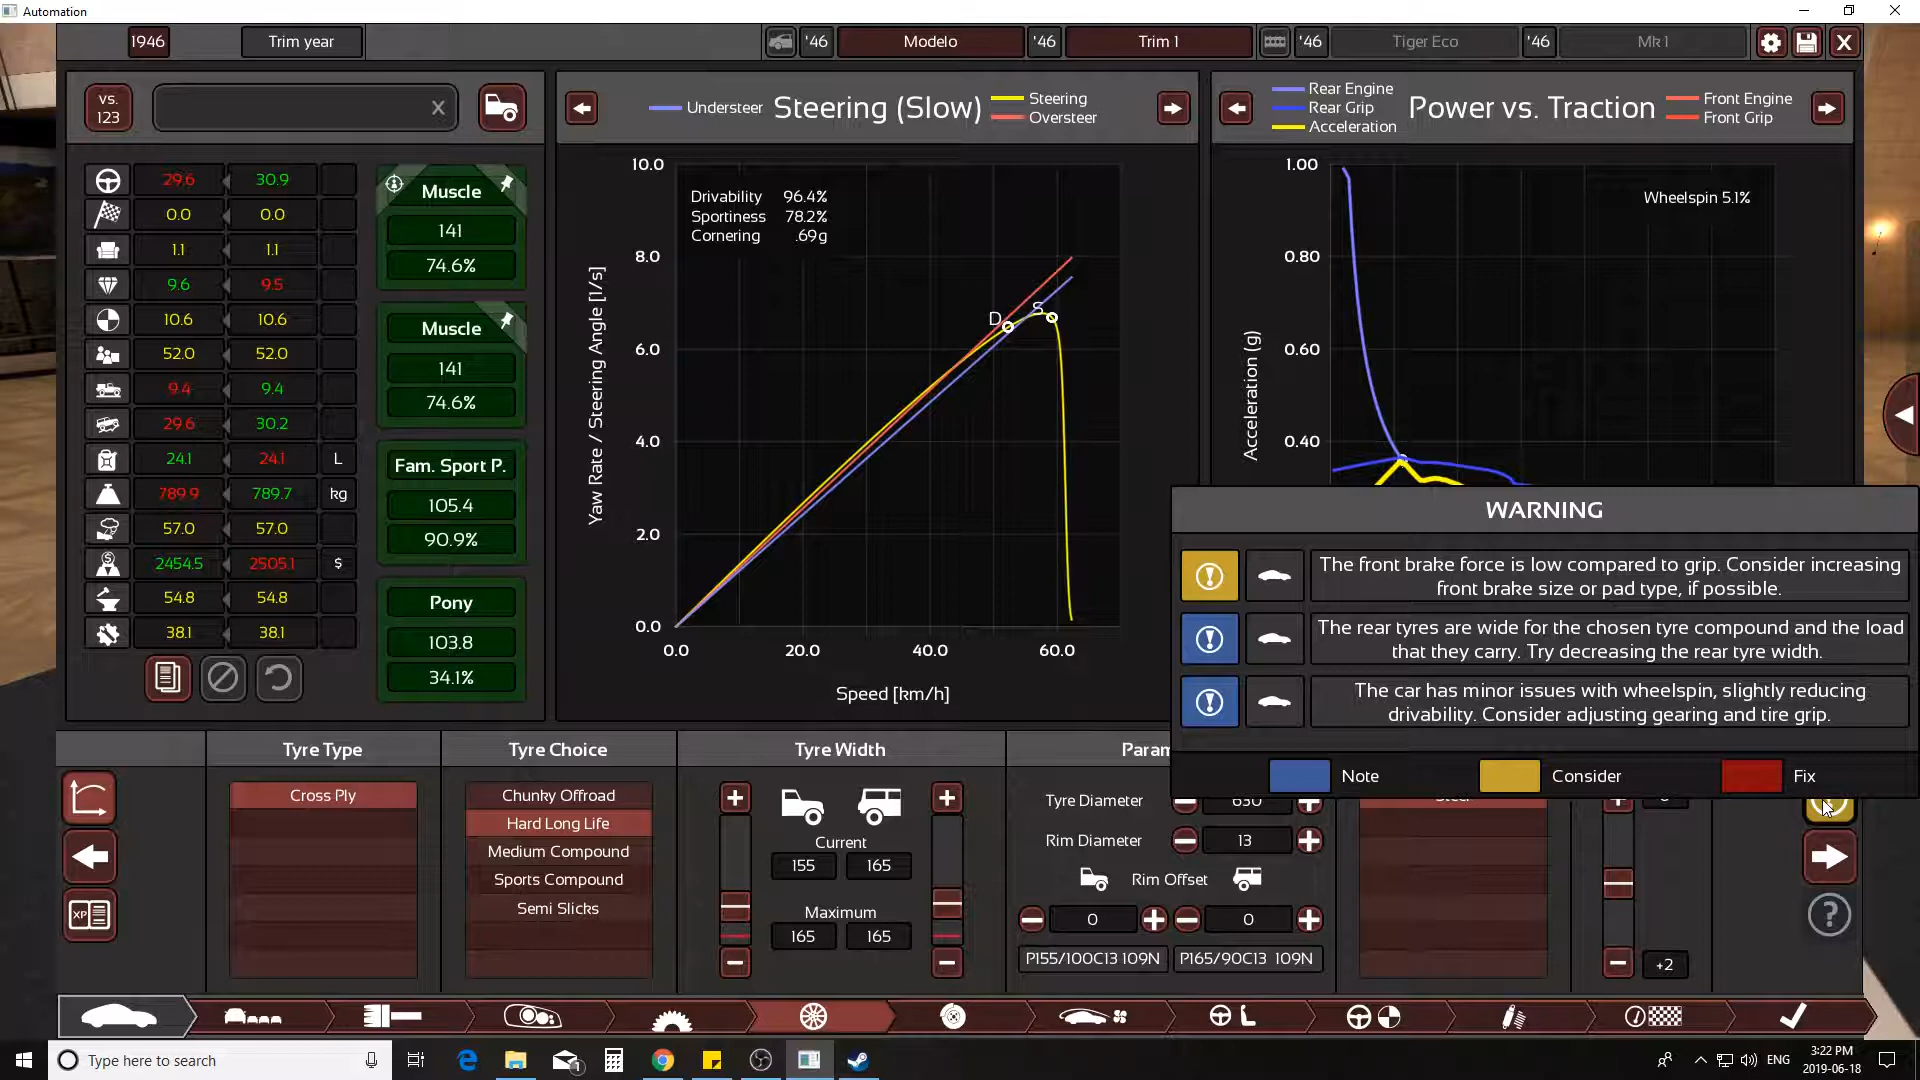 Automation
1946
Trim year
'46
Modelo
'46
Trim 1
'46
Tiger Eco
'46
Mk 1
vs.
123
X
Understeer
Steering (Slow)
Steering
Oversteer
Rear Engine
Rear Grip
Acceleration
Power vs. Traction
Front Engine
Front Grip
29.6 30.9
0.0 0.0
1.1 1.1
9.6 9.5
10.6 10.6
52.0 52.0
9.4 9.4
29.6 30.2
24.1 24.1 L
789.9 789.7 kg
57.0 57.0
2454.5 2505.1 $
54.8 54.8
38.1 38.1
Muscle
141
74.6%
Muscle
141
74.6%
Fam. Sport P.
105.4
90.9%
Pony
103.8
34.1%
Drivability 96.4%
Sportiness 78.2%
Cornering .69g
Yaw Rate / Steering Angle [1/s]
10.0
8.0
6.0
4.0
2.0
0.0
D
S
0.0 20.0 40.0 60.0
Speed [km/h]
Wheelspin 5.1%
Acceleration (g)
1.00
0.80
0.60
0.40
WARNING
The front brake force is low compared to grip. Consider increasing
front brake size or pad type, if possible.
The rear tyres are wide for the chosen tyre compound and the load
that they carry. Try decreasing the rear tyre width.
The car has minor issues with wheelspin, slightly reducing
drivability. Consider adjusting gearing and tire grip.
Note
Consider
Fix
XP
Tyre Type
Cross Ply
Tyre Choice
Chunky Offroad
Hard Long Life
Medium Compound
Sports Compound
Semi Slicks
Tyre Width
Current
155 165
Maximum
165 165
Param
Tyre Diameter
630
Rim Diameter
13
Rim Offset
0
0
P155/100C13 109N
P165/90C13 109N
Steel
+2
?
Type here to search
1
ENG
3:22 PM
2019-06-18